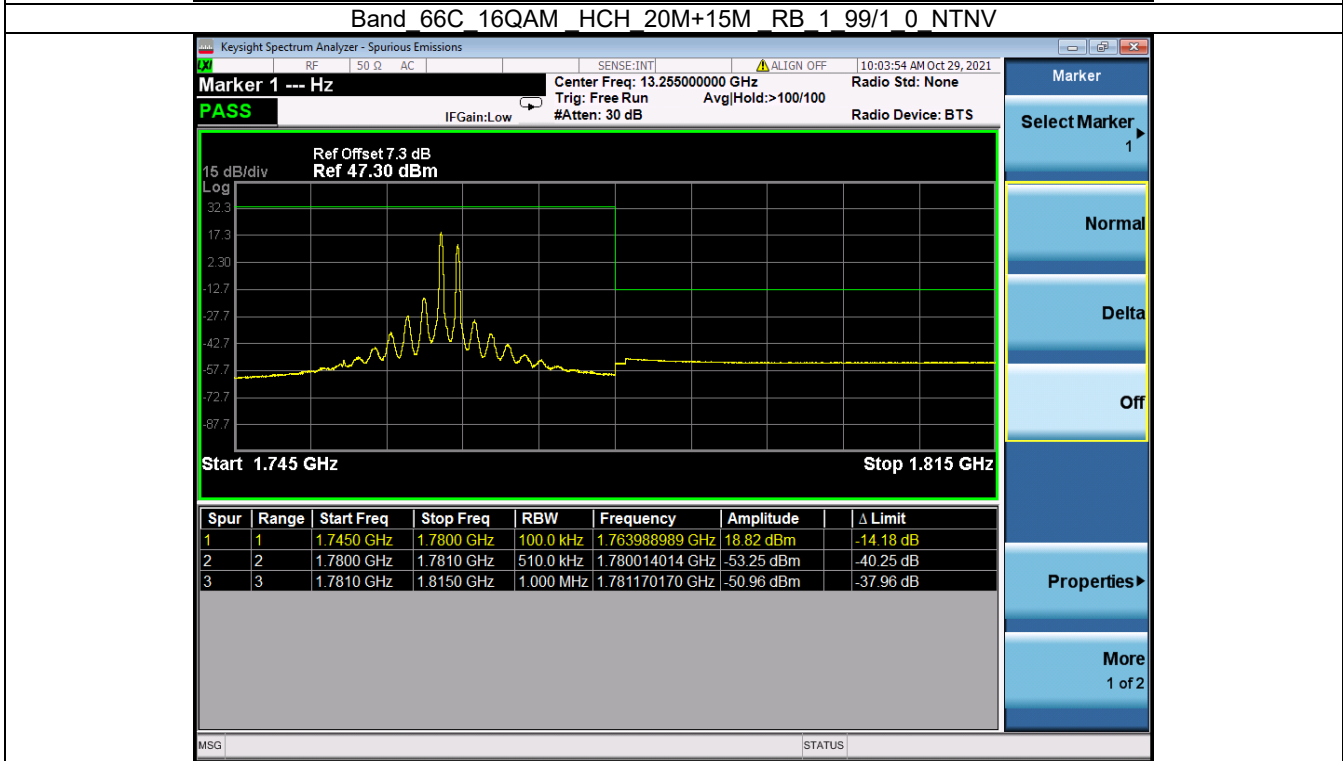 Band_66C_16QAM _HCH_20M+15M _RB_1_99/1_0_NTNV
Keysight Spectrum Analyzer - Spurious Emissions
LXI RF 50 Ω AC SENSE:INT ALIGN OFF 10:03:54 AM Oct 29, 2021
Marker 1 --- Hz
Center Freq: 13.255000000 GHz
Radio Std: None
Trig: Free Run Avg|Hold:>100/100
PASS
IFGain:Low
#Atten: 30 dB
Radio Device: BTS
Ref Offset 7.3 dB
15 dB/div Ref 47.30 dBm
Log
32.3
17.3
2.30
-12.7
-27.7
-42.7
-57.7
-72.7
-87.7
Start 1.745 GHz Stop 1.815 GHz
Spur Range Start Freq Stop Freq RBW Frequency Amplitude Δ Limit
1 1 1.7450 GHz 1.7800 GHz 100.0 kHz 1.763988989 GHz 18.82 dBm -14.18 dB
2 2 1.7800 GHz 1.7810 GHz 510.0 kHz 1.780014014 GHz -53.25 dBm -40.25 dB
3 3 1.7810 GHz 1.8150 GHz 1.000 MHz 1.781170170 GHz -50.96 dBm -37.96 dB
MSG STATUS
Marker
Select Marker
1
Normal
Delta
Off
Properties
More
1 of 2